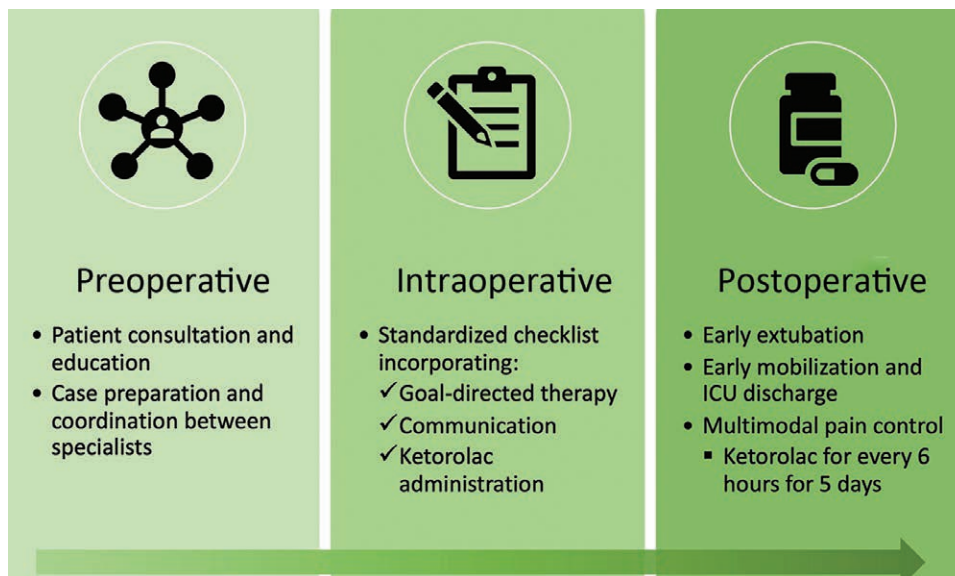 Preoperative
• Patient consultation and
education
• Case preparation and
coordination between
specialists
Intraoperative
• Standardized checklist
incorporating:
✓Goal-directed therapy
✓Communication
✓Ketorolac
administration
Postoperative
• Early extubation
• Early mobilization and
ICU discharge
• Multimodal pain control
▪ Ketorolac for every 6
hours for 5 days